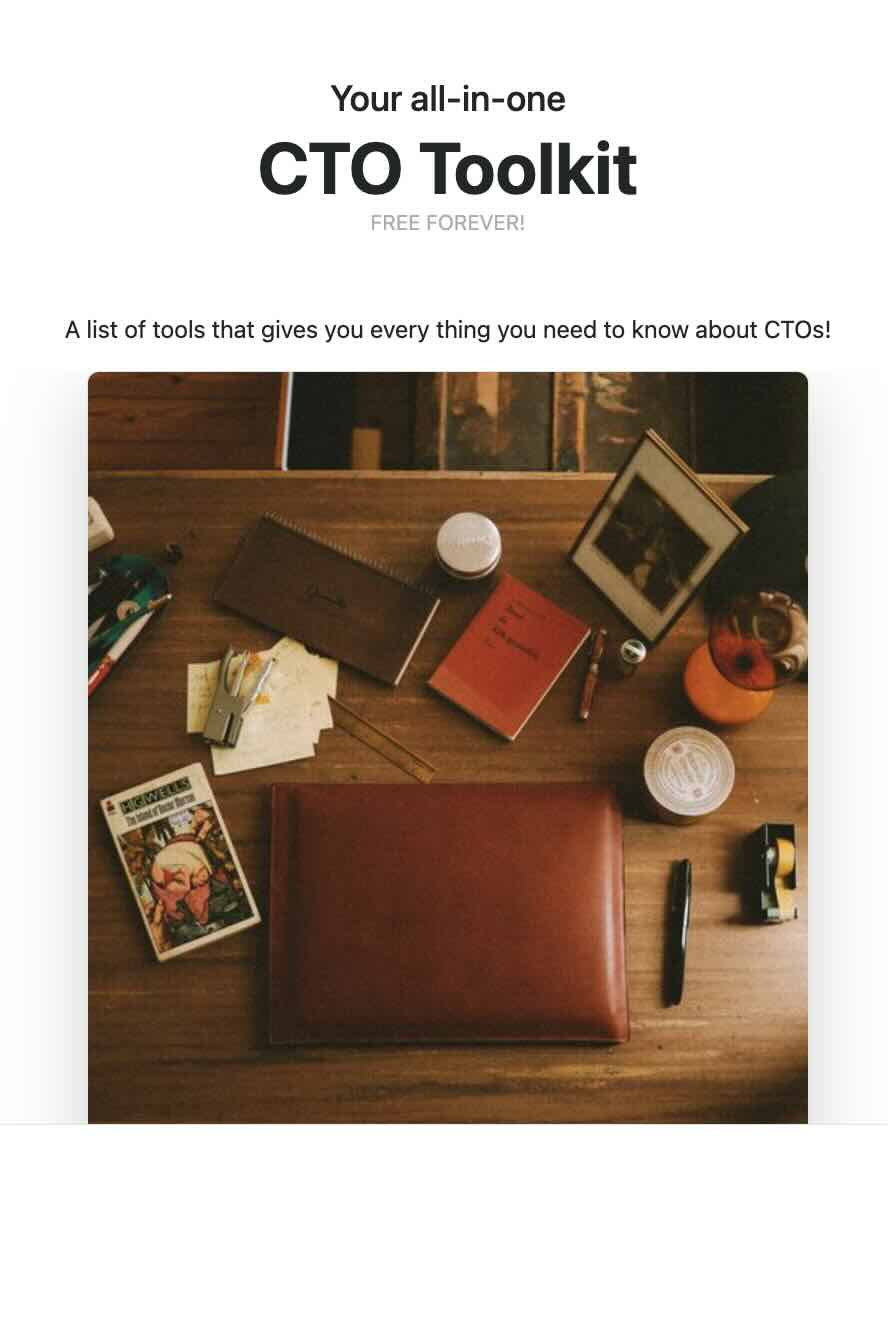 Your all-in-one
CTO Toolkit
FREE FOREVER!
A list of tools that gives you every thing you need to know about CTOs!
H·G·WELLS
The Island of Doctor Moreau